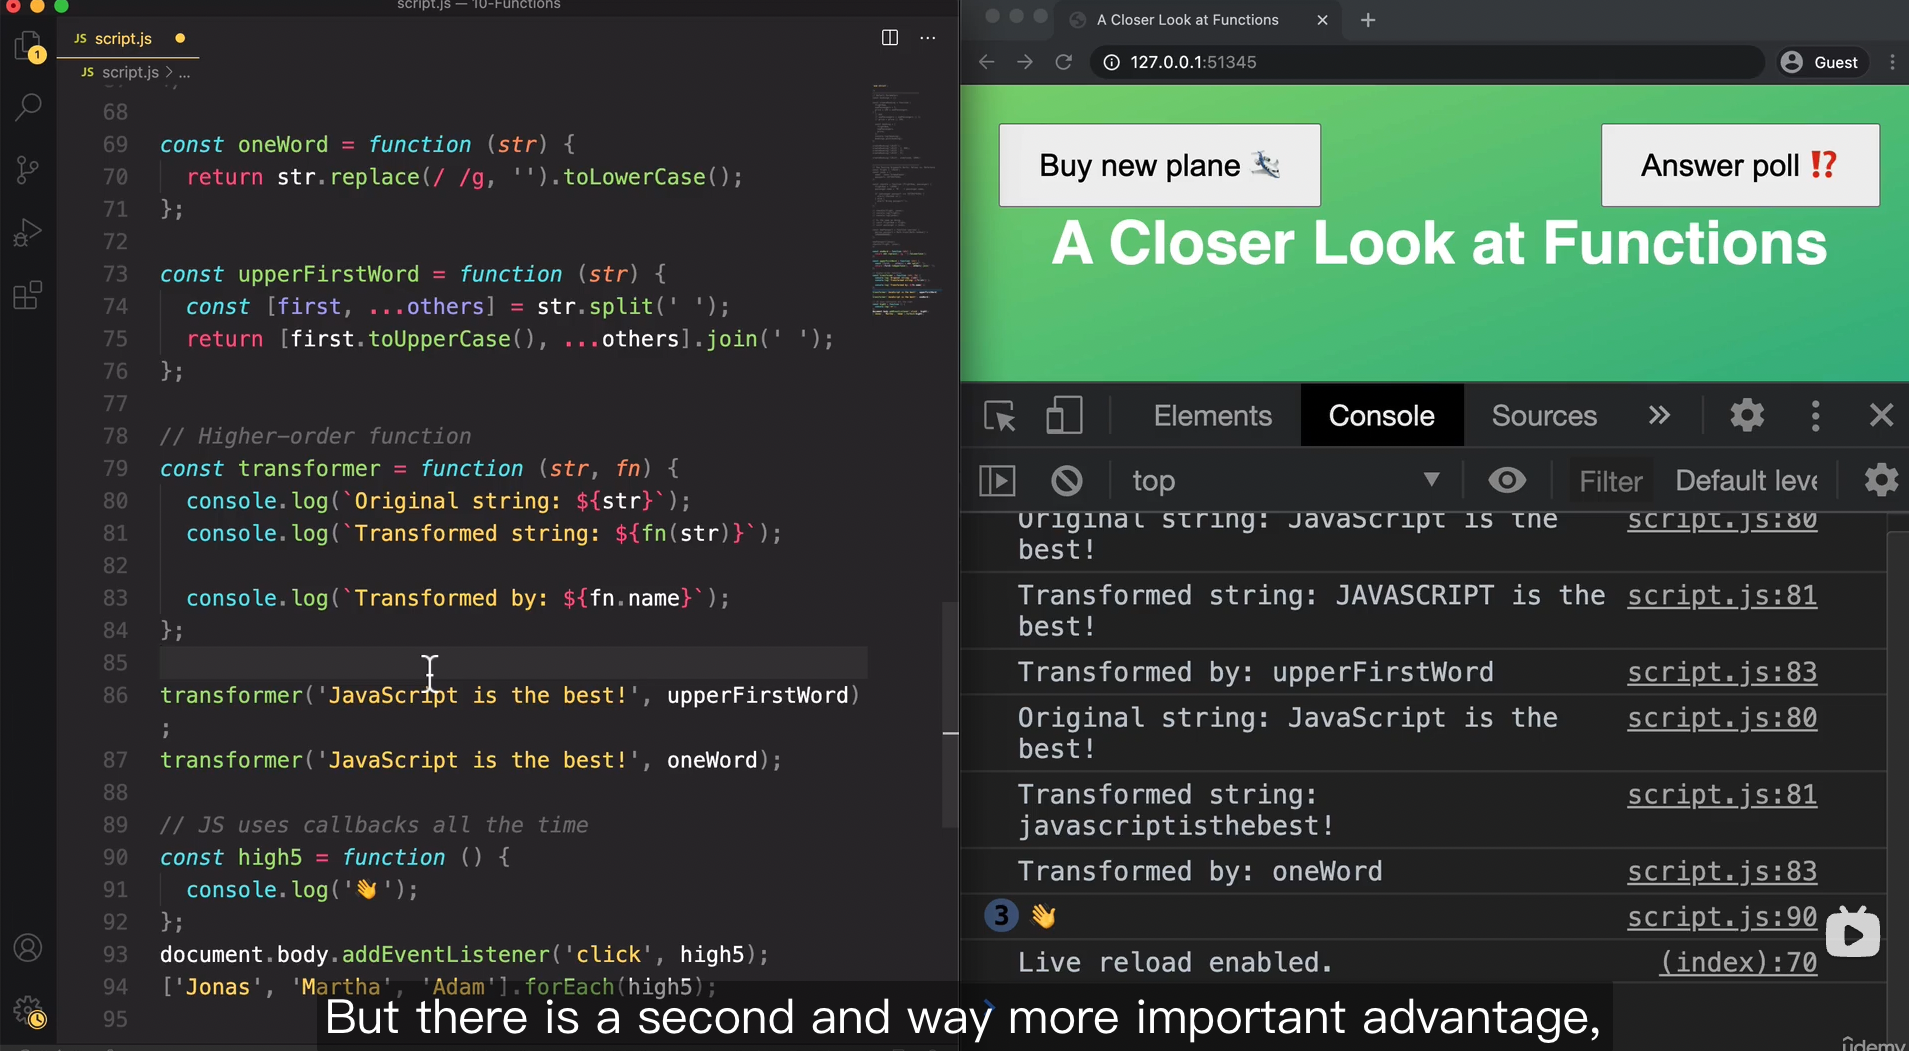 script.js — 10-Functions
JS script.js
1
JS script.js > ...
68
69 const oneWord = function (str) {
70 return str.replace(/ /g, '').toLowerCase();
71 };
72
73 const upperFirstWord = function (str) {
74 const [first, ...others] = str.split(' ');
75 return [first.toUpperCase(), ...others].join(' ');
76 };
77
78 // Higher-order function
79 const transformer = function (str, fn) {
80 console.log(`Original string: ${str}`);
81 console.log(`Transformed string: ${fn(str)}`);
82
83 console.log(`Transformed by: ${fn.name}`);
84 };
85
86 transformer('JavaScript is the best!', upperFirstWord)
;
87 transformer('JavaScript is the best!', oneWord);
88
89 // JS uses callbacks all the time
90 const high5 = function () {
91 console.log('👋');
92 };
93 document.body.addEventListener('click', high5);
94 ['Jonas', 'Martha', 'Adam'].forEach(high5);
95
A Closer Look at Functions
127.0.0.1:51345
Guest
Buy new plane 🛩
Answer poll ⁉️
A Closer Look at Functions
Elements Console Sources »
top Filter Default leve
Original string: JavaScript is the script.js:80
best!
Transformed string: JAVASCRIPT is the script.js:81
best!
Transformed by: upperFirstWord script.js:83
Original string: JavaScript is the script.js:80
best!
Transformed string: script.js:81
javascriptisthebest!
Transformed by: oneWord script.js:83
3 👋 script.js:90
Live reload enabled. (index):70
But there is a second and way more important advantage,
ûdemy